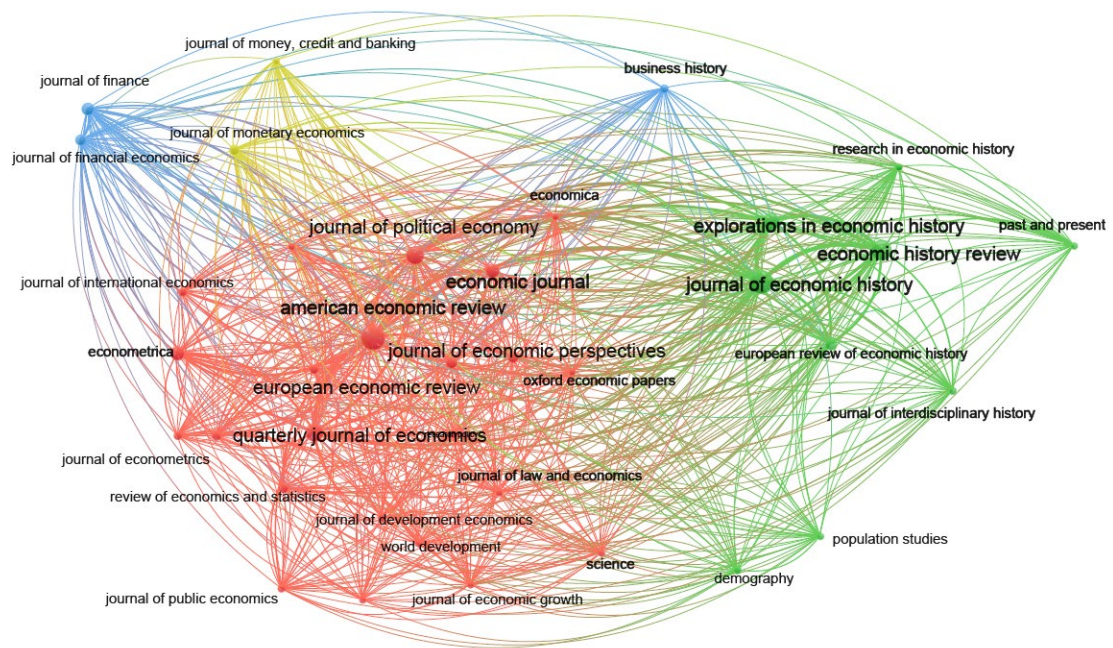 journal of money, credit and banking
journal of finance
business history
journal of monetary economics
journal of financial economics
research in economic history
economica
journal of political economy
explorations in economic history
past and present
economic history review
journal of international economics
economic journal
journal of economic history
american economic review
econometrica
journal of economic perspectives
european review of economic history
oxford economic papers
european economic review
journal of interdisciplinary history
quarterly journal of economics
journal of econometrics
journal of law and economics
review of economics and statistics
journal of development economics
world development
population studies
science
demography
journal of public economics
journal of economic growth